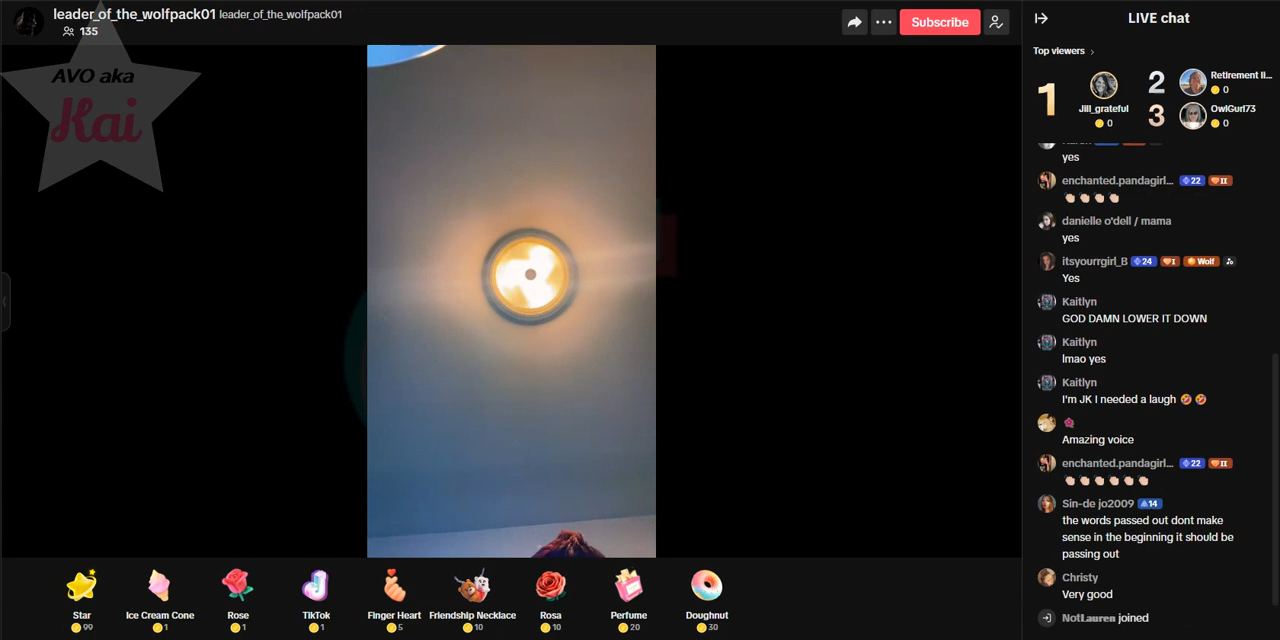 leader_of_the_wolfpack01 leader_of_the_wolfpack01
135
Subscribe
AVO aka
Kai
LIVE chat
Top viewers
1
Jill_grateful
0
2
Retirement li...
0
3
OwlGurl73
0
yes
enchanted.pandagirl... 22 II
danielle o'dell / mama
yes
itsyourrgirl_B 24 I Wolf
Yes
Kaitlyn
GOD DAMN LOWER IT DOWN
Kaitlyn
lmao yes
Kaitlyn
I'm JK I needed a laugh 🤣 🤣
🌺
Amazing voice
enchanted.pandagirl... 22 II
Sin-de jo2009 14
the words passed out dont make
sense in the beginning it should be
passing out
Christy
Very good
NotLauren joined
Star
99
Ice Cream Cone
1
Rose
1
TikTok
1
Finger Heart
5
Friendship Necklace
10
Rosa
10
Perfume
20
Doughnut
30